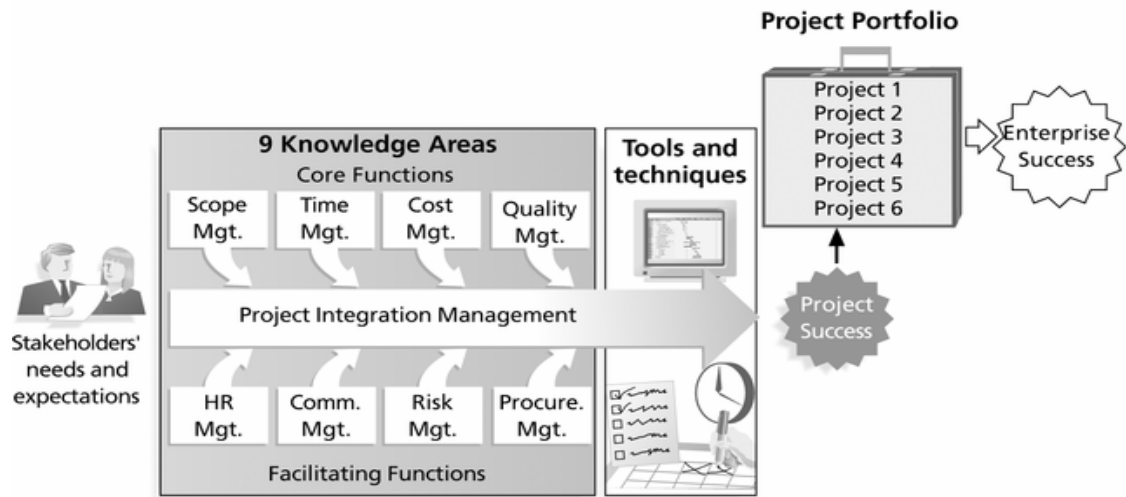 Project Portfolio
Project 1
Project 2
Project 3
Project 4
Project 5
Project 6
Enterprise
Success
9 Knowledge Areas
Core Functions
Scope
Mgt.
Time
Mgt.
Cost
Mgt.
Quality
Mgt.
Tools and
techniques
Project Integration Management
Project
Success
Stakeholders'
needs and
expectations
HR
Mgt.
Comm.
Mgt.
Risk
Mgt.
Procure.
Mgt.
Facilitating Functions